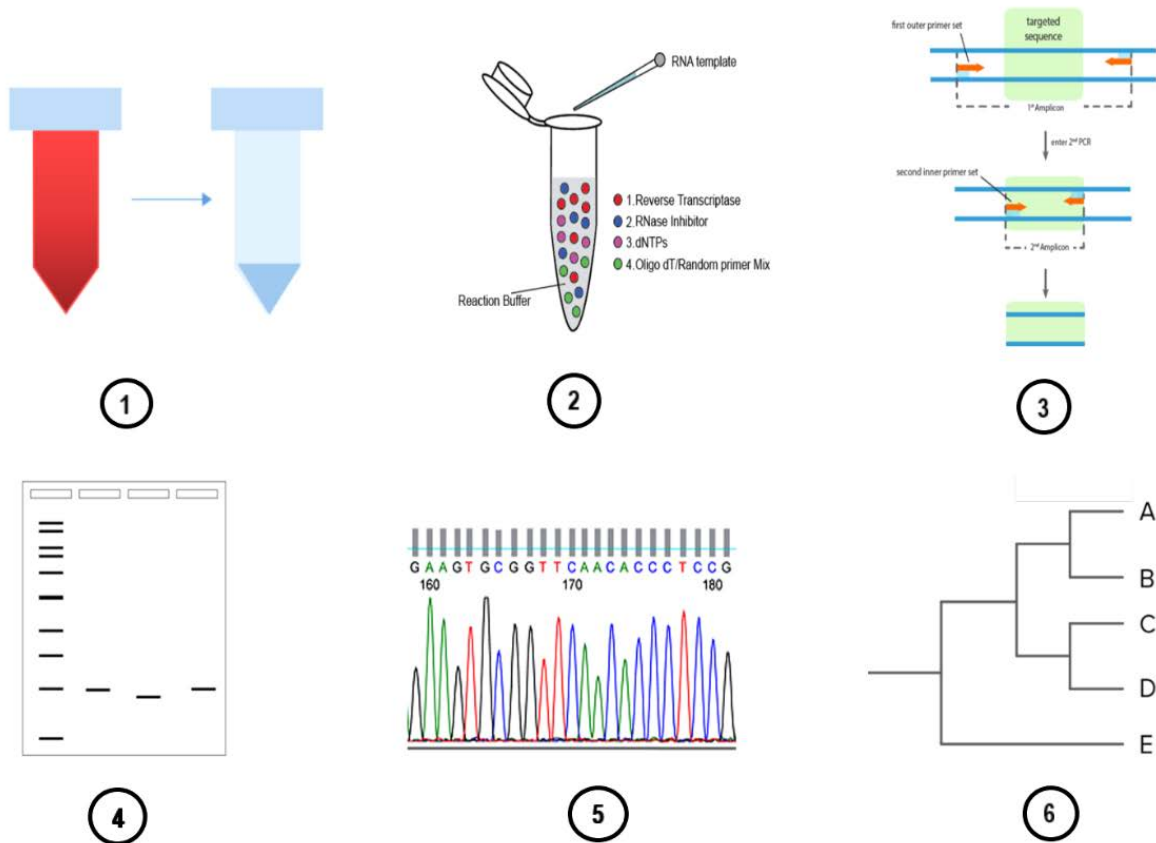 RNA template
1.Reverse Transcriptase
2.RNase Inhibitor
3.dNTPs
4.Oligo dT/Random primer Mix
Reaction Buffer
first outer primer set
targeted
sequence
1st Amplicon
enter 2nd PCR
second inner primer set
2nd Amplicon
1
2
3
G A A G T G C G G T T C A A C A C C C T C C G
160 170 180
A
B
C
D
E
4
5
6